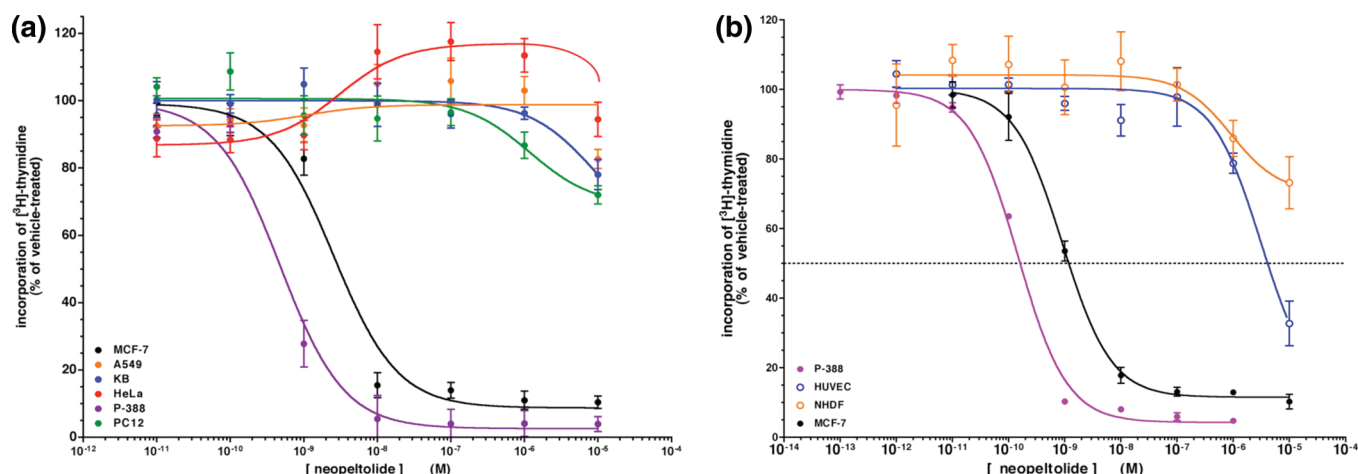 (a)
incorporation of [³H]-thymidine
(% of vehicle-treated)
120
100
80
60
40
20
0
MCF-7
A549
KB
HeLa
P-388
PC12
10⁻¹² 10⁻¹¹ 10⁻¹⁰ 10⁻⁹ 10⁻⁸ 10⁻⁷ 10⁻⁶ 10⁻⁵ 10⁻⁴
[ neopeltolide ] (M)
(b)
incorporation of [³H]-thymidine
(% of vehicle-treated)
120
100
80
60
40
20
0
P-388
HUVEC
NHDF
MCF-7
10⁻¹³ 10⁻¹² 10⁻¹¹ 10⁻¹⁰ 10⁻⁹ 10⁻⁸ 10⁻⁷ 10⁻⁶ 10⁻⁵ 10⁻⁴
[ neopeltolide ] (M)